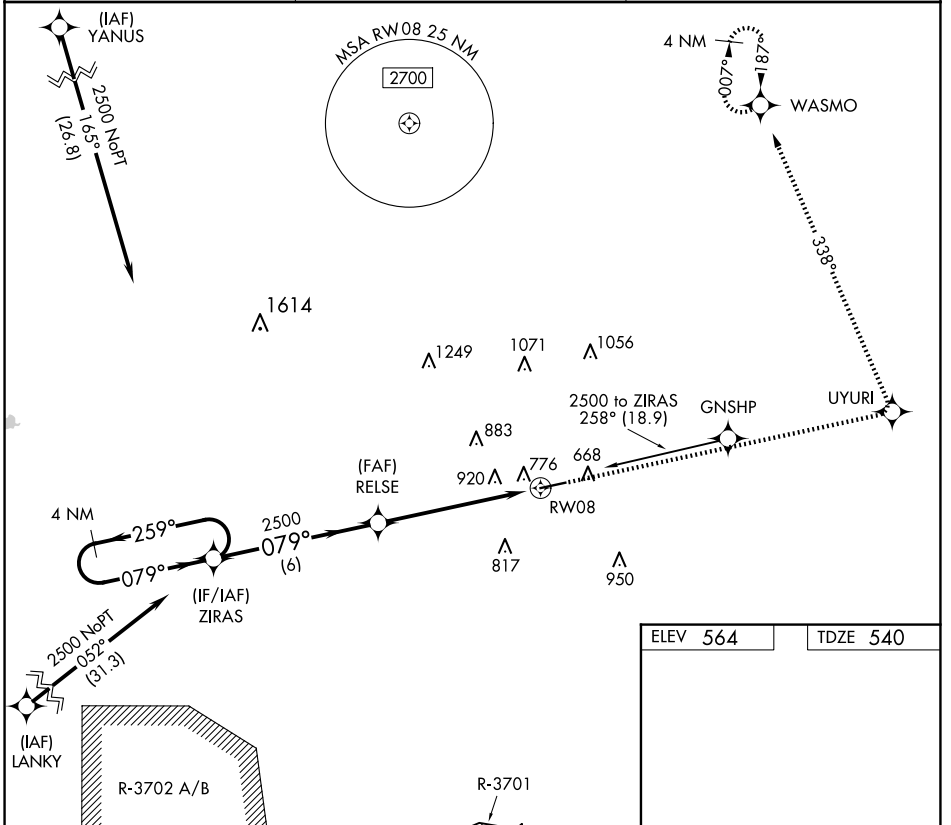 (IAF)
YANUS
2500 NoPT
165°
(26.8)
MSA RW08 25 NM
2700
4 NM
007°
187°
WASMO
338°
1614
1249
1071
1056
2500 to ZIRAS
258° (18.9)
GNSHP
UYURI
883
(FAF)
RELSE
920
776
668
RW08
4 NM
259°
2500
079°
(6)
079°
817
950
(IF/IAF)
ZIRAS
2500 NoPT
052°
(31.3)
ELEV 564
TDZE 540
(IAF)
LANKY
R-3702 A/B
R-3701